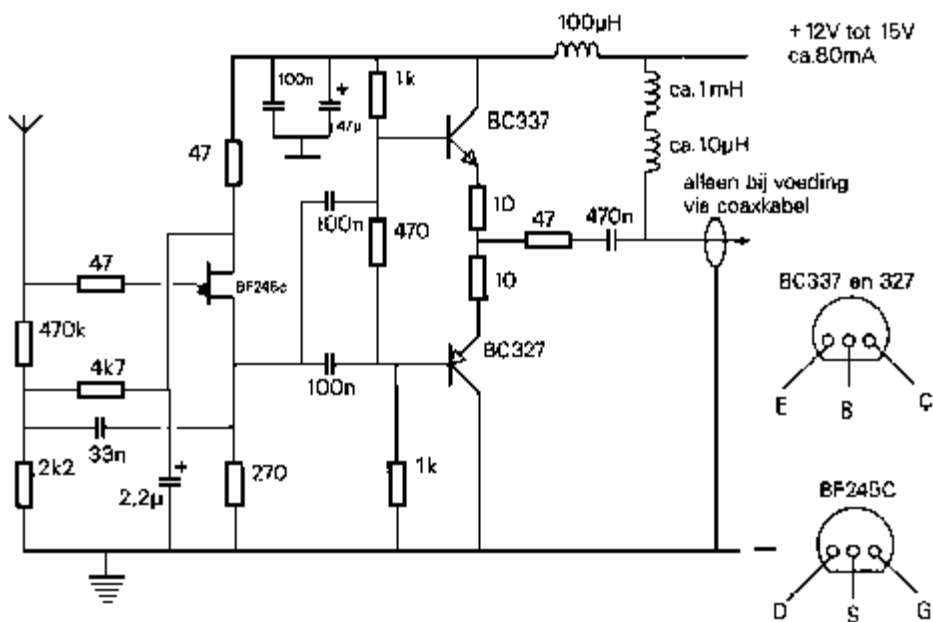 100µH
+12V tot 15V
ca.80mA
100n
47µ
1k
BC337
ca.1mH
ca.10µH
47
100n
470
10
47
470n
alleen bij voeding
via coaxkabel
47
BF245c
10
BC337 en 327
470k
4k7
100n
BC327
E
B
C
33n
2k2
2,2µ
270
1k
BF245C
D
S
G